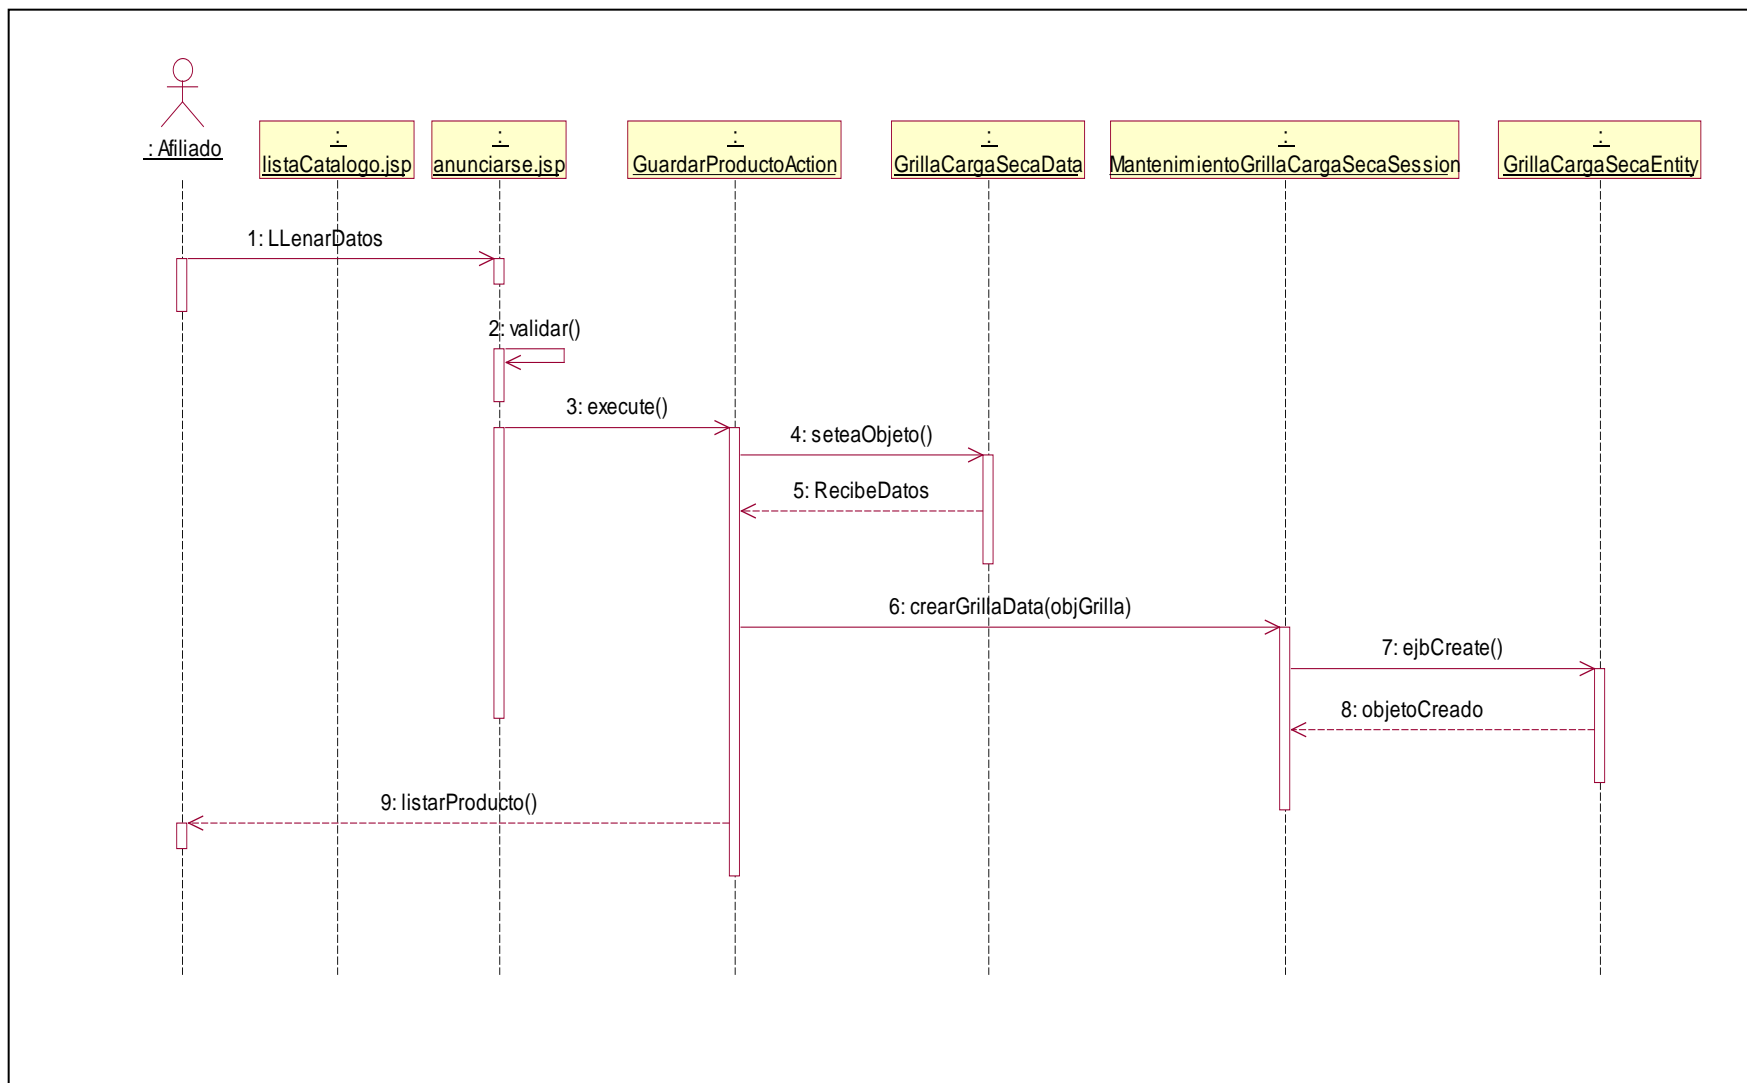 : Afiliado
:
listaCatalogo.jsp
:
anunciarse.jsp
:
GuardarProductoAction
:
GrillaCargaSecaData
:
MantenimientoGrillaCargaSecaSession
:
GrillaCargaSecaEntity
1: LLenarDatos
2: validar()
3: execute()
4: seteaObjeto()
5: RecibeDatos
6: crearGrillaData(objGrilla)
7: ejbCreate()
8: objetoCreado
9: listarProducto()